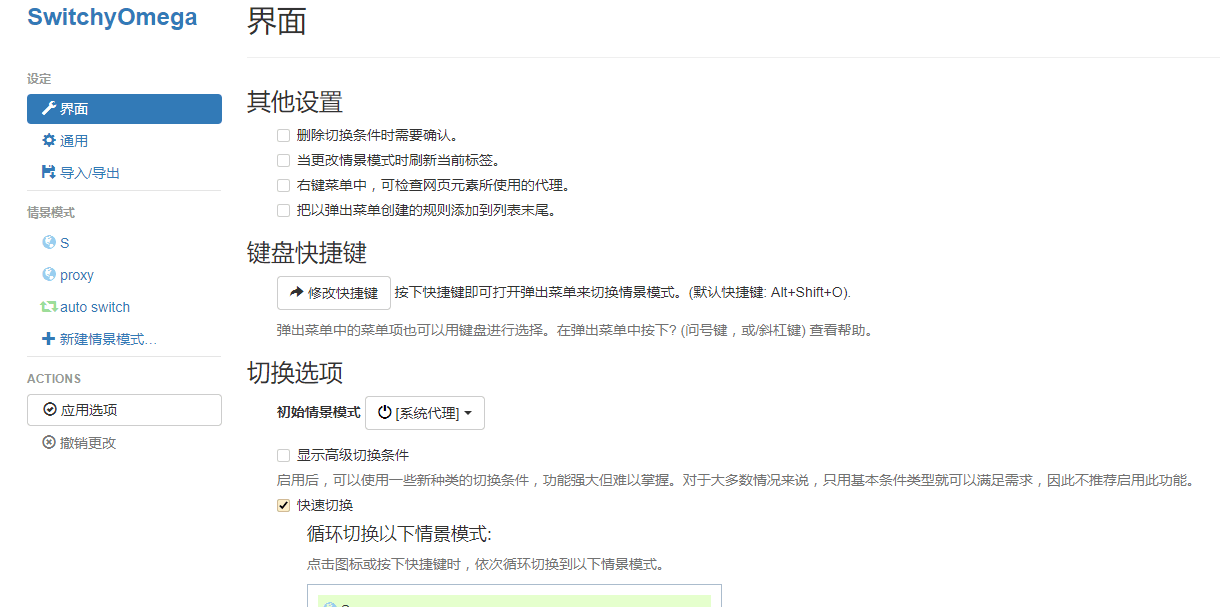 SwitchyOmega
设定
界面
通用
导入/导出
情景模式
S
proxy
auto switch
新建情景模式…
ACTIONS
应用选项
撤销更改
界面
其他设置
删除切换条件时需要确认。
当更改情景模式时刷新当前标签。
右键菜单中，可检查网页元素所使用的代理。
把以弹出菜单创建的规则添加到列表末尾。
键盘快捷键
修改快捷键 按下快捷键即可打开弹出菜单来切换情景模式。(默认快捷键: Alt+Shift+O).
弹出菜单中的菜单项也可以用键盘进行选择。在弹出菜单中按下? (问号键，或/斜杠键) 查看帮助。
切换选项
初始情景模式 [系统代理]
显示高级切换条件
启用后，可以使用一些新种类的切换条件，功能强大但难以掌握。对于大多数情况来说，只用基本条件类型就可以满足需求，因此不推荐启用此功能。
快速切换
循环切换以下情景模式:
点击图标或按下快捷键时，依次循环切换到以下情景模式。